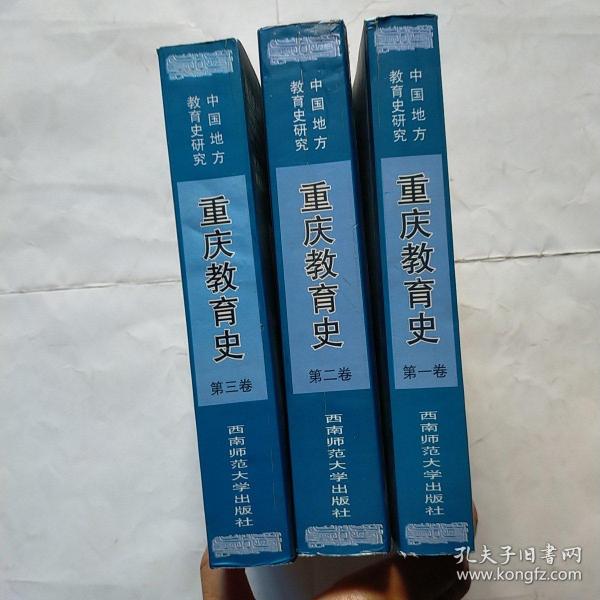 中国地方
教育史研究
重庆教育史
第三卷
西南师范大学出版社
中国地方
教育史研究
重庆教育史
第二卷
西南师范大学出版社
中国地方
教育史研究
重庆教育史
第一卷
西南师范大学出版社
孔夫子旧书网
www.kongfz.com